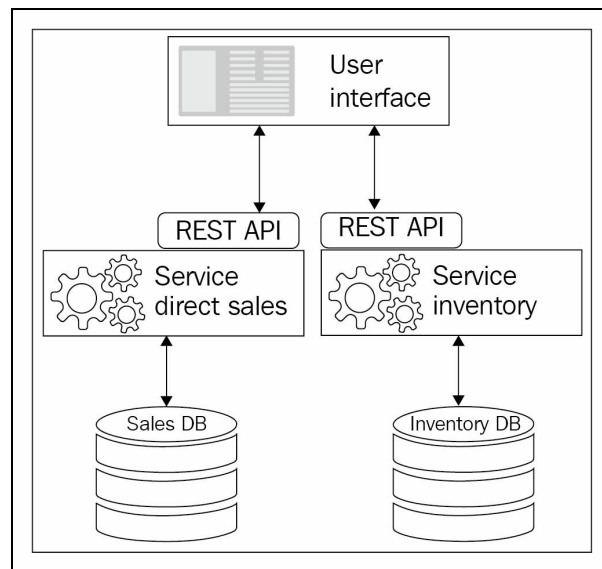 User
interface
REST API
REST API
Service
direct sales
Service
inventory
Sales DB
Inventory DB